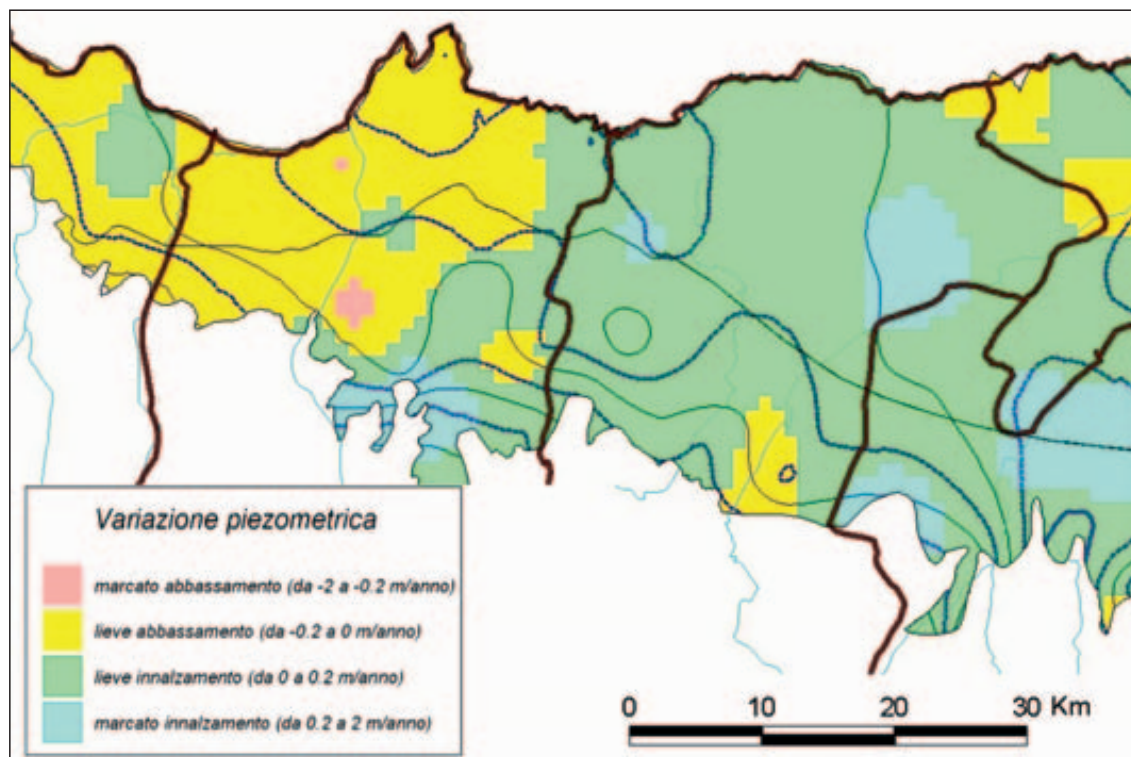 Variazione piezometrica
marcato abbassamento (da -2 a -0.2 m/anno)
lieve abbassamento (da -0.2 a 0 m/anno)
lieve innalzamento (da 0 a 0.2 m/anno)
marcato innalzamento (da 0.2 a 2 m/anno)
0 10 20 30 Km